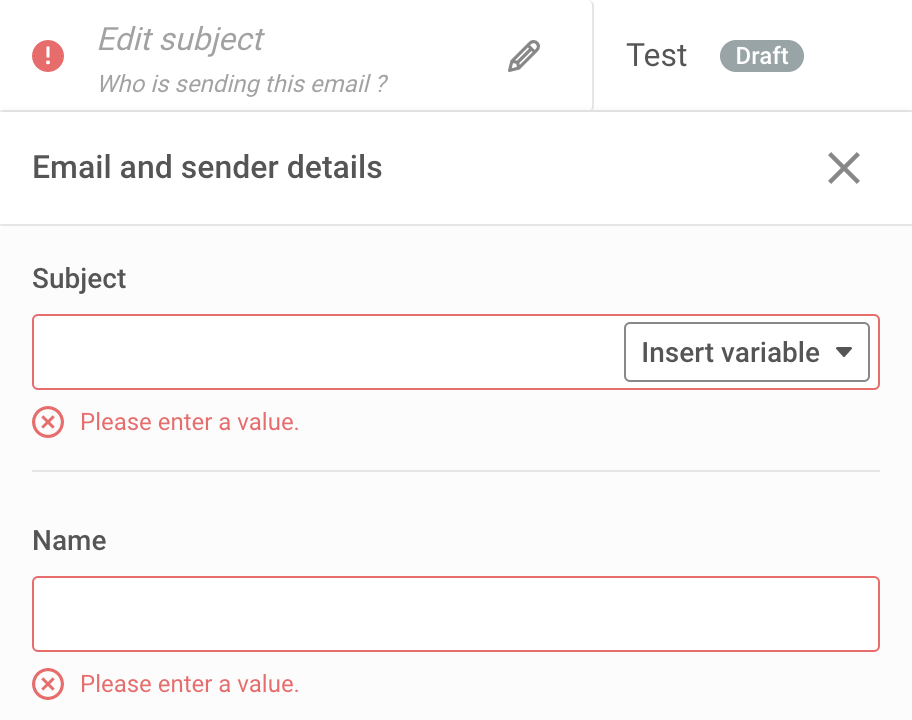 Edit subject
Who is sending this email ?
Test
Draft
Email and sender details
Subject
Insert variable
Please enter a value.
Name
Please enter a value.